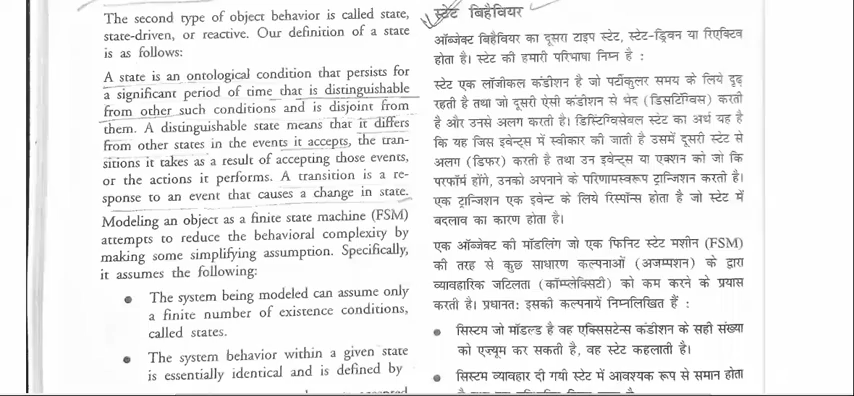 The second type of object behavior is called state,
state-driven, or reactive. Our definition of a state
is as follows:
A state is an ontological condition that persists for
a significant period of time that is distinguishable
from other such conditions and is disjoint from
them. A distinguishable state means that it differs
from other states in the events it accepts, the tran-
sitions it takes as a result of accepting those events,
or the actions it performs. A transition is a re-
sponse to an event that causes a change in state.
Modeling an object as a finite state machine (FSM)
attempts to reduce the behavioral complexity by
making some simplifying assumption. Specifically,
it assumes the following:
● The system being modeled can assume only
a finite number of existence conditions,
called states.
● The system behavior within a given state
is essentially identical and is defined by
स्टेट बिहैवियर
ऑब्जेक्ट बिहैवियर का दूसरा टाइप स्टेट, स्टेट-ड्रिवन या रिएक्टिव
होता है। स्टेट की हमारी परिभाषा निम्न है :
स्टेट एक लॉजीकल कंडीशन है जो पर्टीकुलर समय के लिये दृढ़
रहती है तथा जो दूसरी ऐसी कंडीशन से भेद (डिसटिंग्विस) करती
है और उनसे अलग करती है। डिस्टिंग्विसेवल स्टेट का अर्थ यह है
कि यह जिस इवेन्ट्स में स्वीकार की जाती है उसमें दूसरी स्टेट से
अलग (डिफर) करती है तथा उन इवेन्ट्स या एक्शन को जो कि
परफॉर्म होंगे, उनको अपनाने के परिणामस्वरूप ट्रान्जिशन करती है।
एक ट्रान्जिशन एक इवेन्ट के लिये रिस्पॉन्स होता है जो स्टेट में
बदलाव का कारण होता है।
एक ऑब्जेक्ट की मॉडलिंग जो एक फिनिट स्टेट मशीन (FSM)
की तरह से कुछ साधारण कल्पनाओं (अजम्पशन) के द्वारा
व्यावहारिक जटिलता (कॉम्प्लेक्सिटी) को कम करने के प्रयास
करती है। प्रधानत: इसकी कल्पनायें निम्नलिखित हैं :
● सिस्टम जो मॉडल्ड है वह एक्सिसटेन्स कंडीशन के सही संख्या
को एज्यूम कर सकती है, वह स्टेट कहलाती है।
● सिस्टम व्यावहार दी गयी स्टेट में आवश्यक रूप से समान होता